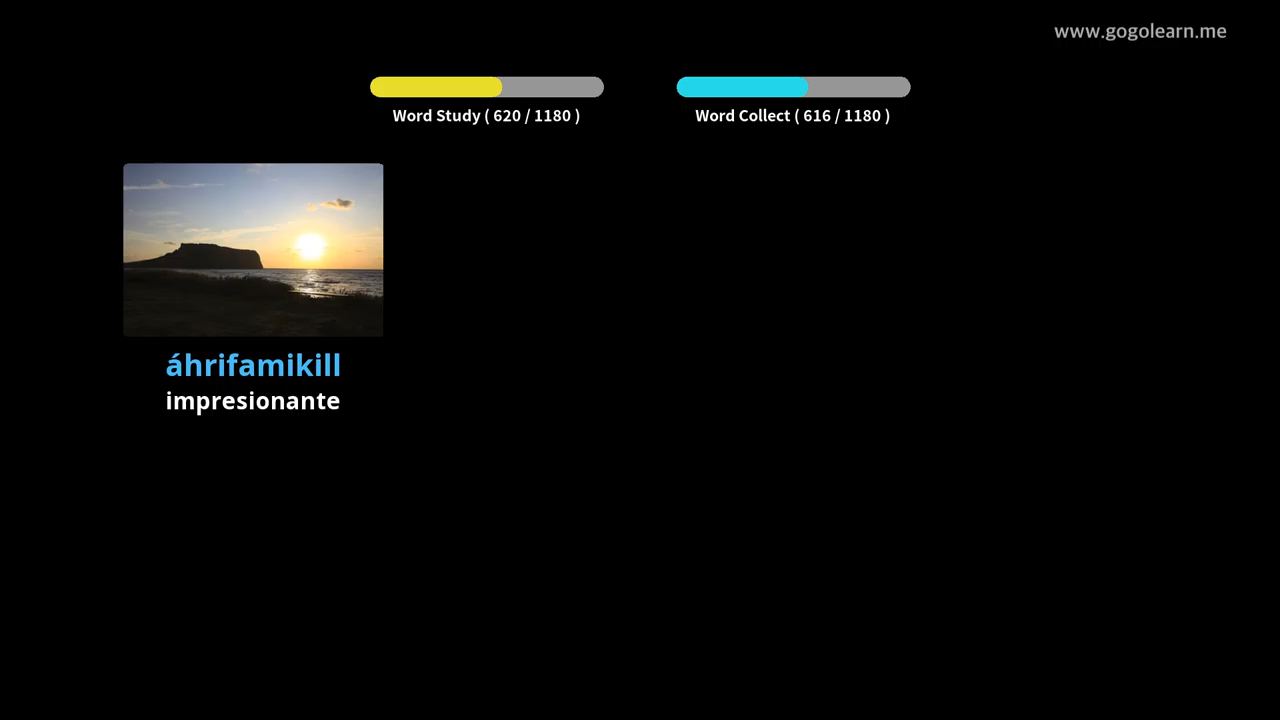 www.gogolearn.me
Word Study ( 620 / 1180 )
Word Collect ( 616 / 1180 )
áhrifamikill
impresionante